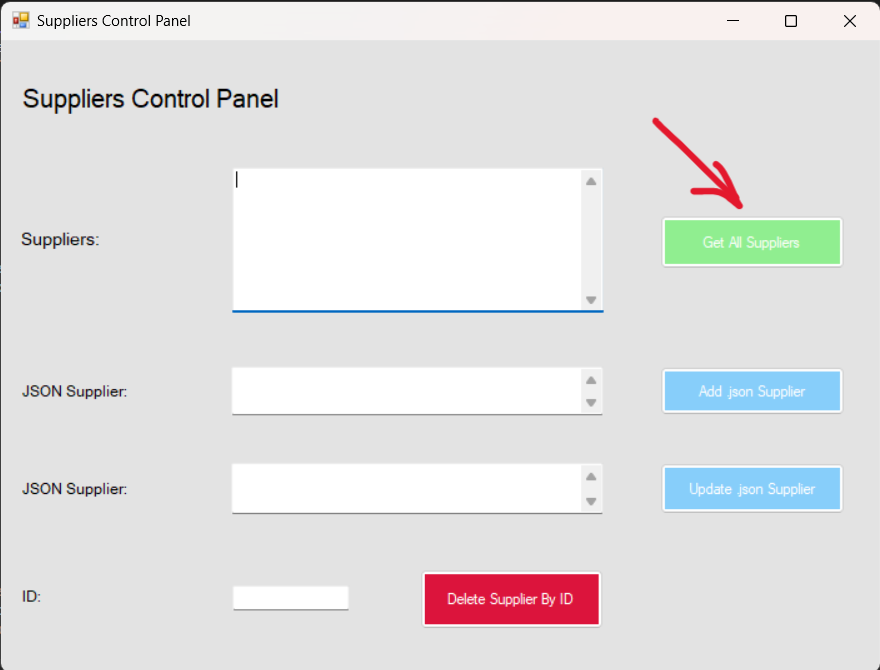 Suppliers Control Panel
Suppliers Control Panel
Suppliers:
Get All Suppliers
JSON Supplier:
Add .json Supplier
JSON Supplier:
Update .json Supplier
ID:
Delete Supplier By ID